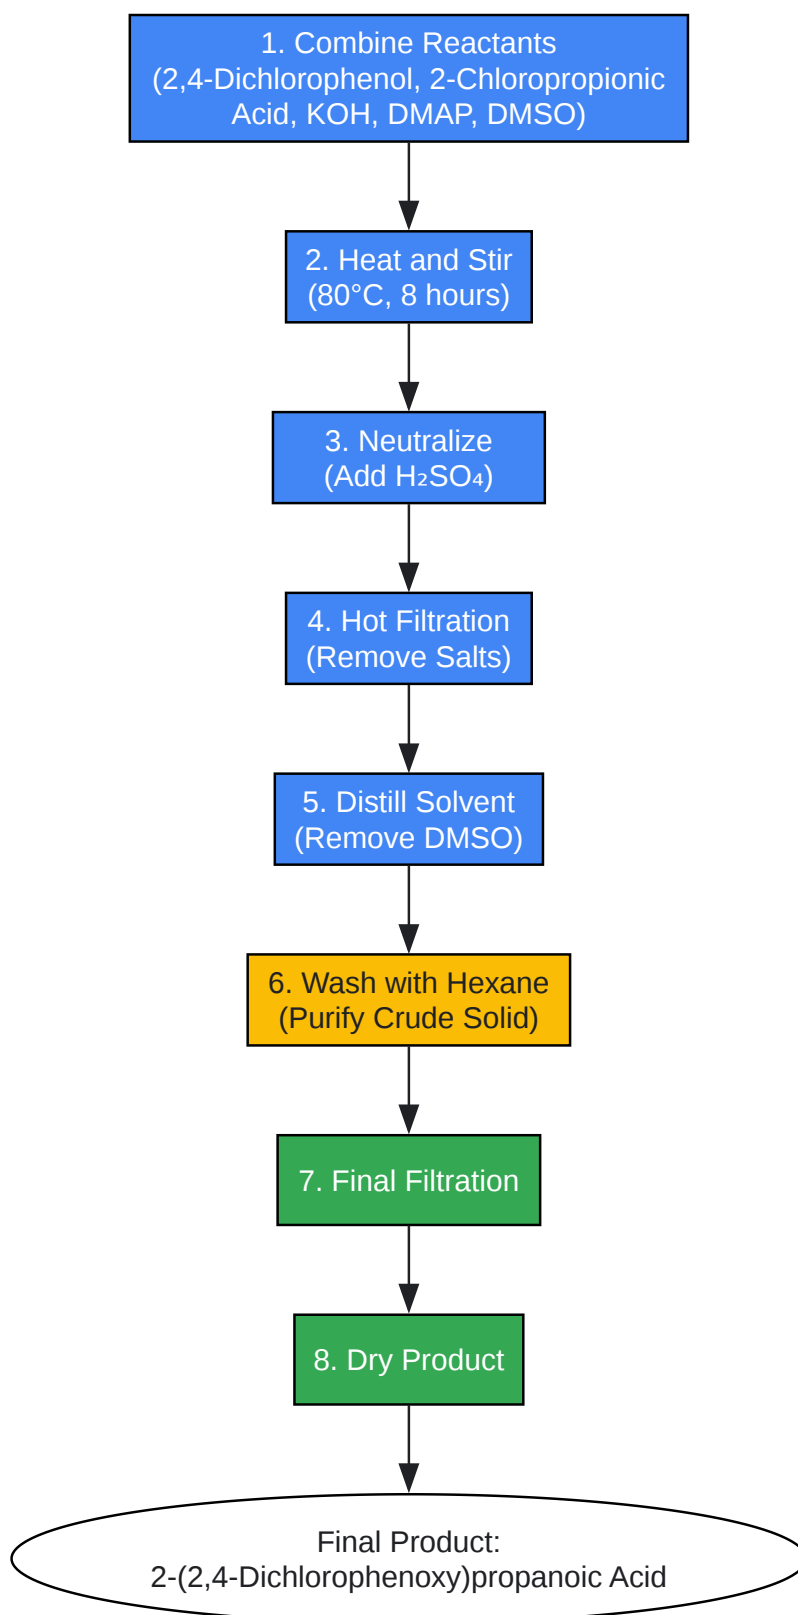 1. Combine Reactants
(2,4-Dichlorophenol, 2-Chloropropionic
Acid, KOH, DMAP, DMSO)
2. Heat and Stir
(80°C, 8 hours)
3. Neutralize
(Add H₂SO₄)
4. Hot Filtration
(Remove Salts)
5. Distill Solvent
(Remove DMSO)
6. Wash with Hexane
(Purify Crude Solid)
7. Final Filtration
8. Dry Product
Final Product:
2-(2,4-Dichlorophenoxy)propanoic Acid